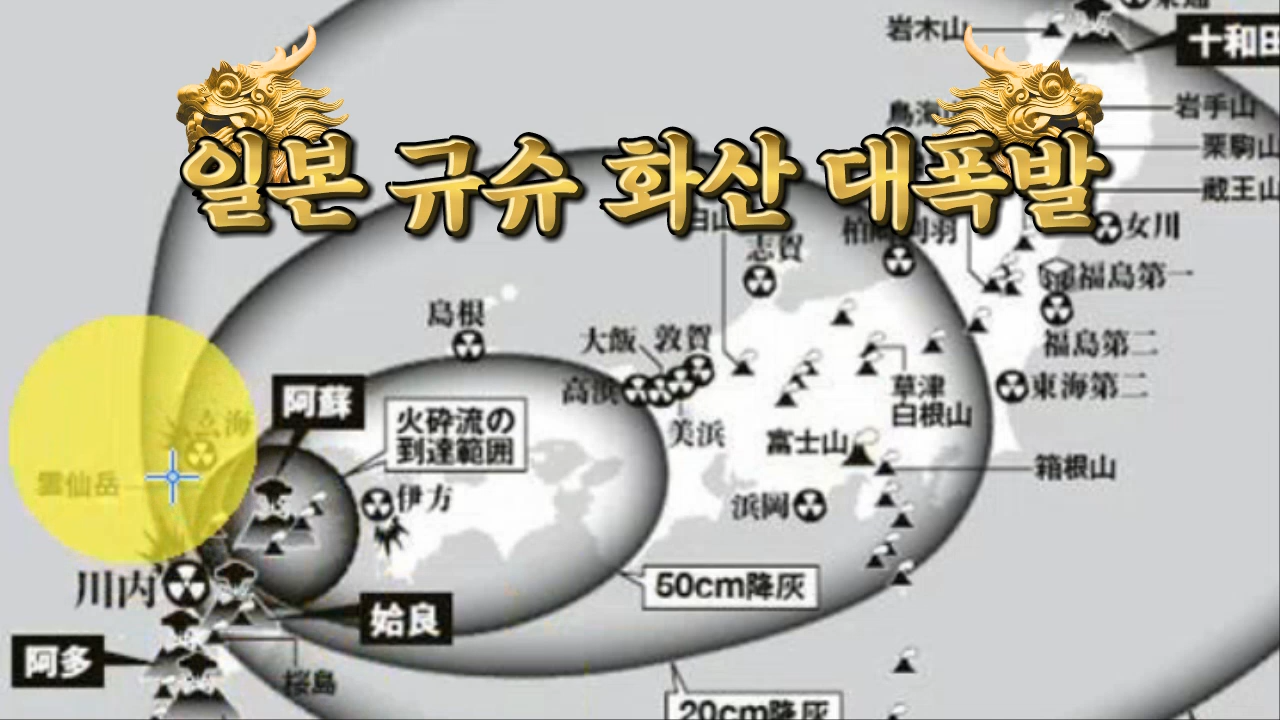 岩木山
十和田
岩手山
栗駒山
蔵王山
일본 규슈 화산 대폭발
女川
志賀
福島第一
島根
大飯
敦賀
福島第二
高浜
東海第二
草津
白根山
阿蘇
火砕流の
到達範囲
美浜
富士山
箱根山
雲仙岳
伊方
浜岡
川内
50cm降灰
姶良
阿多
桜島
20cm降灰